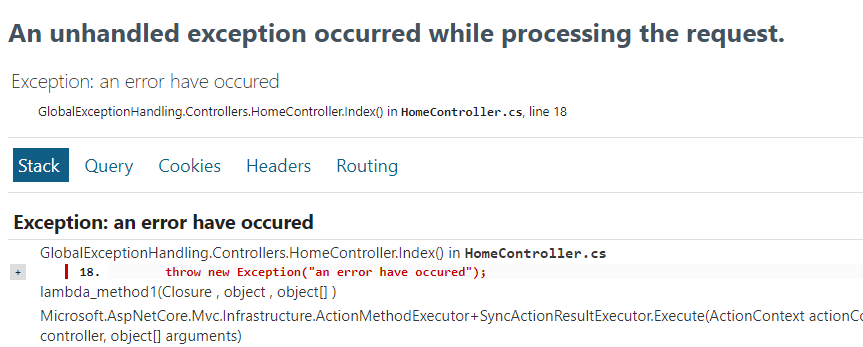 An unhandled exception occurred while processing the request.
Exception: an error have occured
GlobalExceptionHandling.Controllers.HomeController.Index() in HomeController.cs, line 18
Stack Query Cookies Headers Routing
Exception: an error have occured
GlobalExceptionHandling.Controllers.HomeController.Index() in HomeController.cs
+ 18. throw new Exception("an error have occured");
lambda_method1(Closure , object , object[] )
Microsoft.AspNetCore.Mvc.Infrastructure.ActionMethodExecutor+SyncActionResultExecutor.Execute(ActionContext actionCo
controller, object[] arguments)